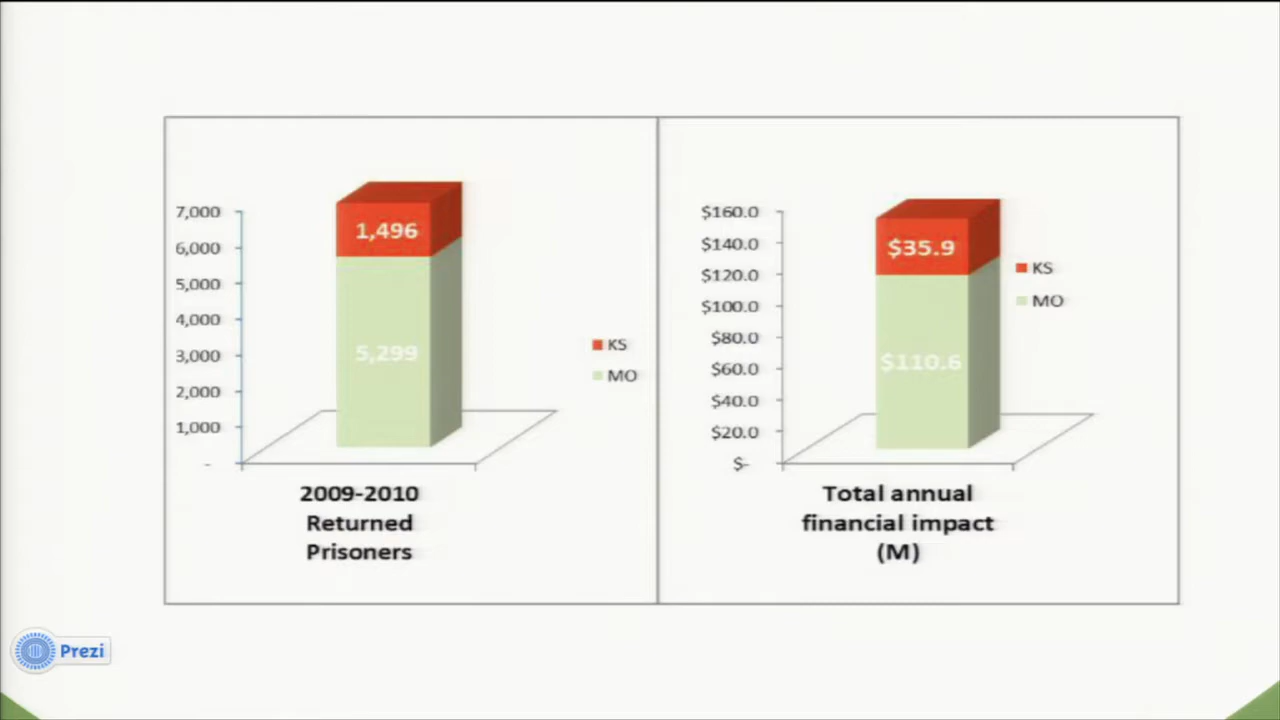 7,000
6,000
5,000
4,000
3,000
2,000
1,000
-
1,496
5,299
KS
MO
2009-2010
Returned
Prisoners
$160.0
$140.0
$120.0
$100.0
$80.0
$60.0
$40.0
$20.0
$-
$35.9
$110.6
KS
MO
Total annual
financial impact
(M)
Prezi